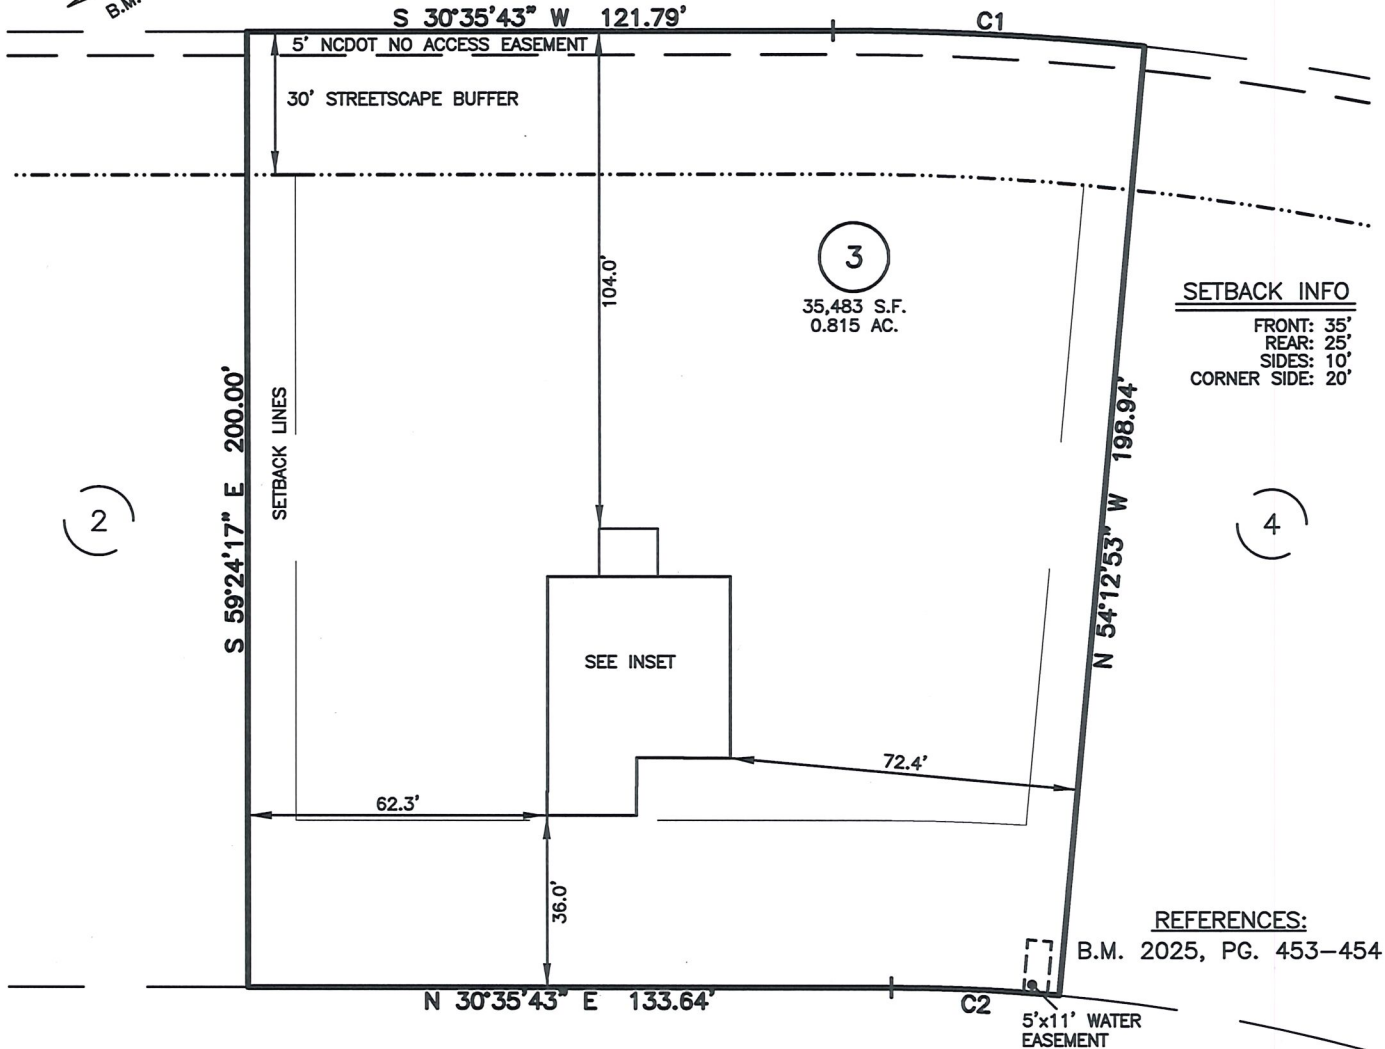 B.M.
S 30°35'43" W 121.79'
C1
5' NCDOT NO ACCESS EASEMENT
30' STREETSCAPE BUFFER
104.0'
3
35,483 S.F.
0.815 AC.
SETBACK INFO
FRONT: 35'
REAR: 25'
SIDES: 10'
CORNER SIDE: 20'
S 59°24'17" E 200.00'
SETBACK LINES
N 54°12'53" W 198.94'
2
4
SEE INSET
72.4'
62.3'
36.0'
REFERENCES:
B.M. 2025, PG. 453-454
N 30°35'43" E 133.64'
C2
5'x11' WATER
EASEMENT